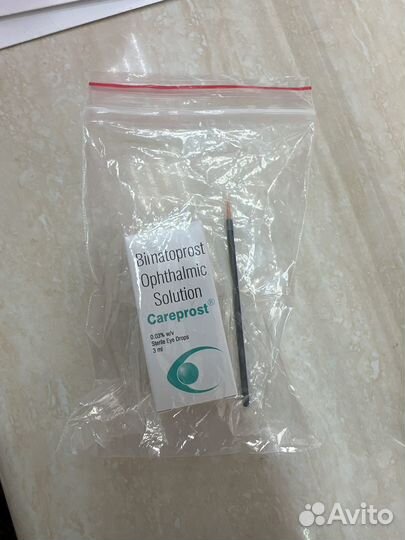 Bimatoprost
Ophthalmic
Solution
Careprost®
0.03% w/v
Sterile Eye Drops
3 ml
Avito